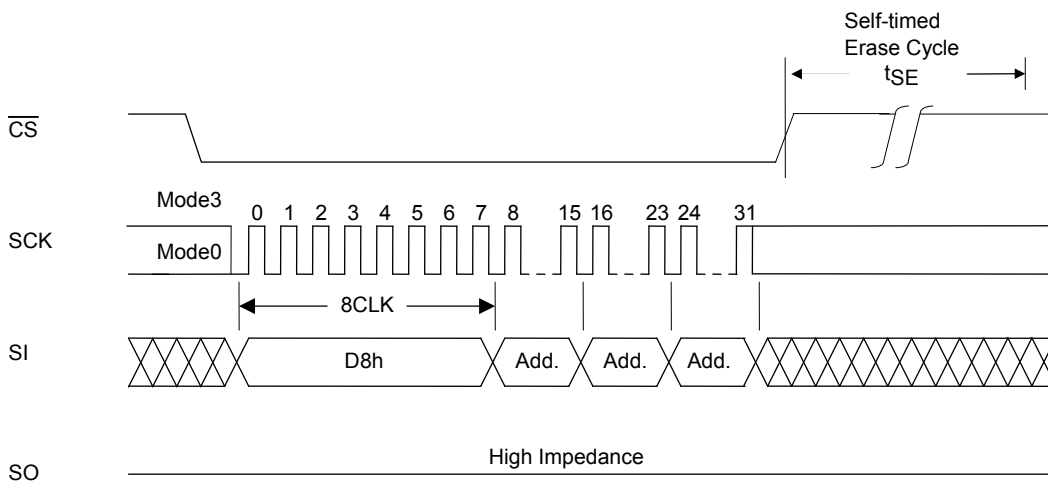 Self-timed
Erase Cycle
tSE
CS
Mode3
0 1 2 3 4 5 6 7 8 15 16 23 24 31
SCK
Mode0
8CLK
SI
D8h Add. Add. Add.
High Impedance
SO